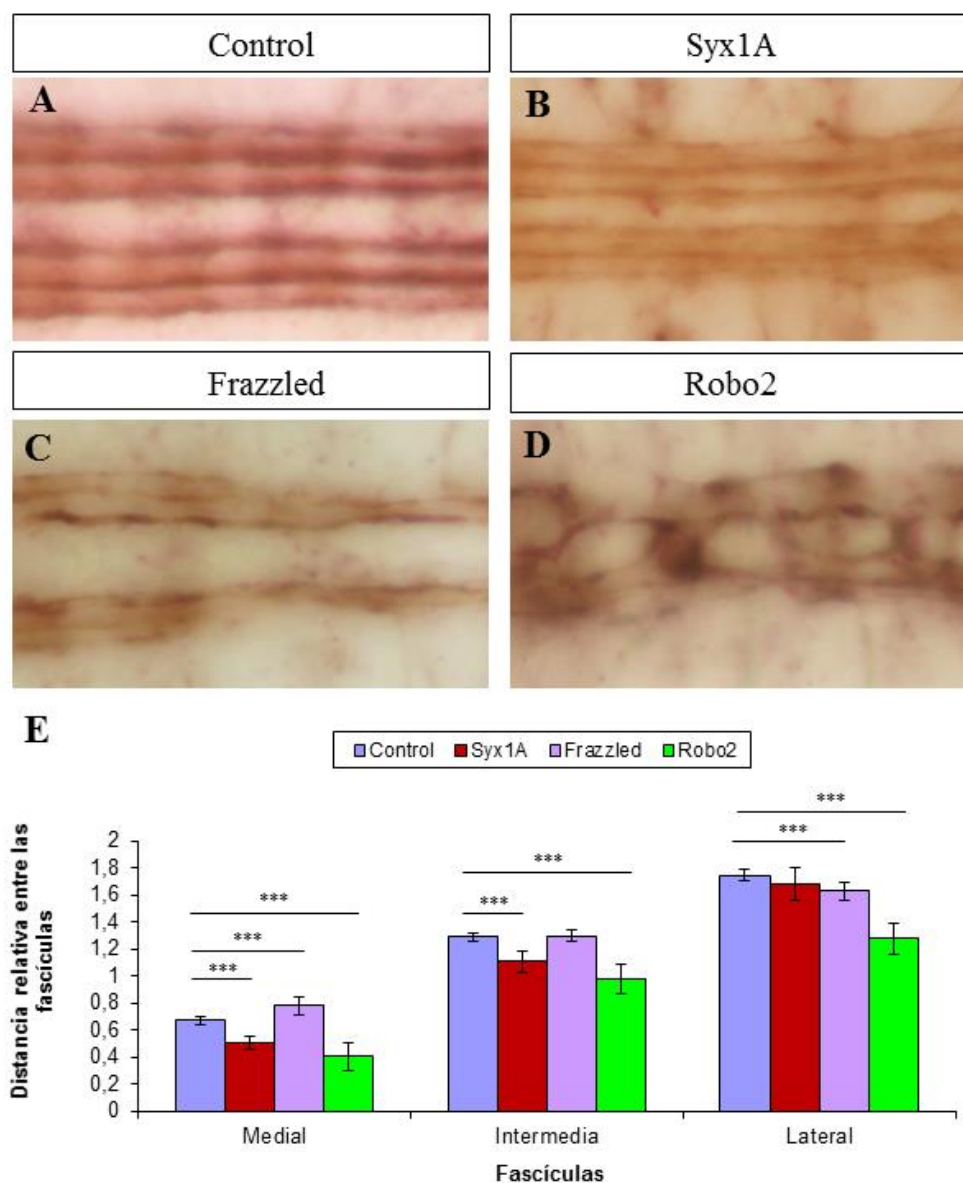 Control
Syx1A
A
B
Frazzled
Robo2
C
D
E
Control Syx1A Frazzled Robo2
Distancia relativa entre las
fascículas
2
1,8
1,6
1,4
1,2
1
0,8
0,6
0,4
0,2
0
***
***
***
***
***
***
***
Medial
Intermedia
Lateral
Fascículas